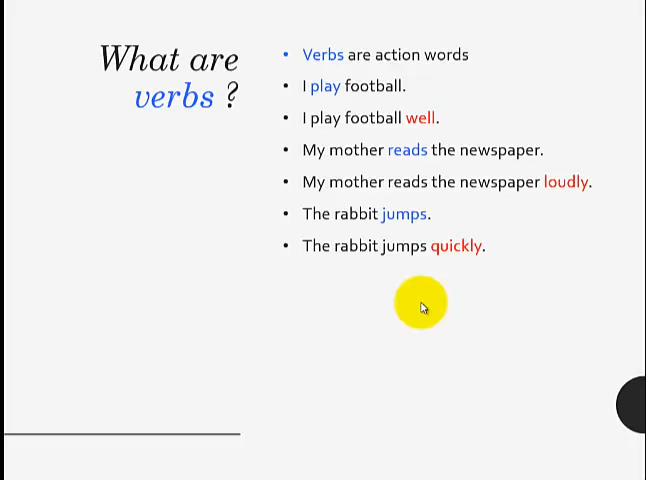 What are
verbs ?
• Verbs are action words
• I play football.
• I play football well.
• My mother reads the newspaper.
• My mother reads the newspaper loudly.
• The rabbit jumps.
• The rabbit jumps quickly.